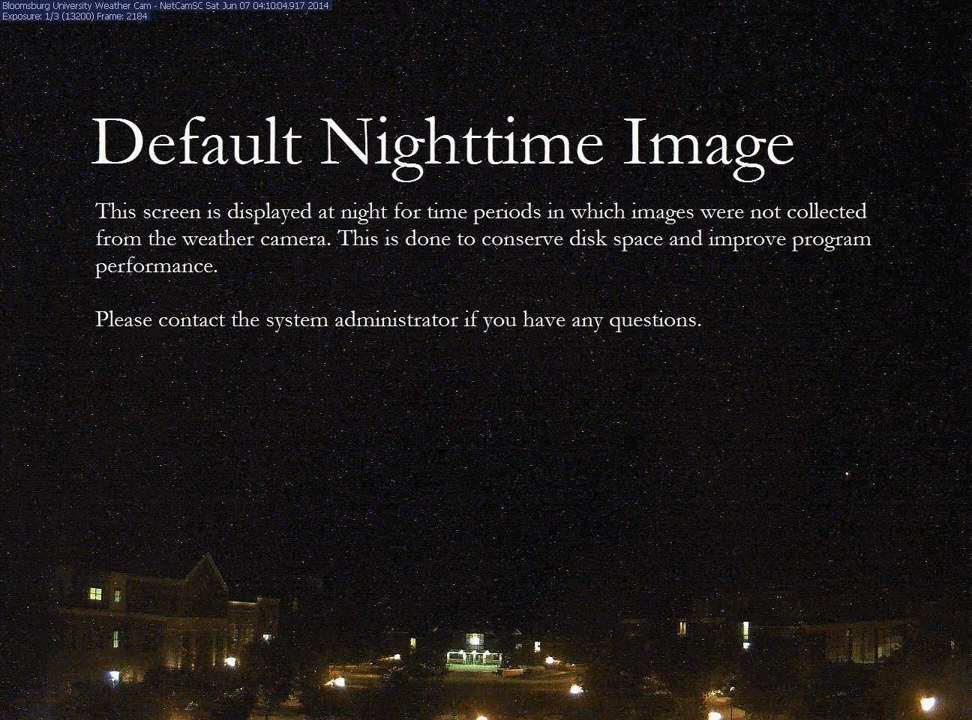 Bloomsburg University Weather Cam - NetCamSC Sat Jun 07 04:10:04.917 2014
Exposure: 1/3 (13200) Frame: 2184
Default Nighttime Image
This screen is displayed at night for time periods in which images were not collected
from the weather camera. This is done to conserve disk space and improve program
performance.
Please contact the system administrator if you have any questions.